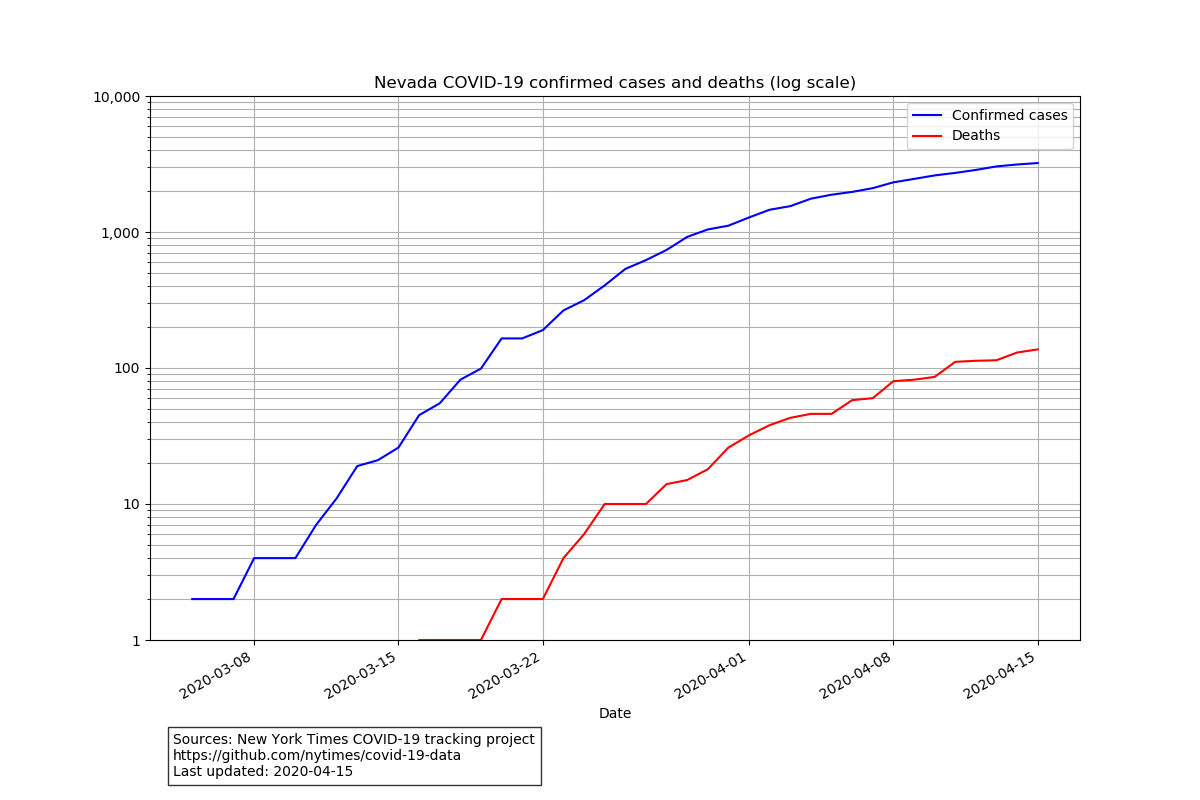 Nevada COVID-19 confirmed cases and deaths (log scale)
10,000
1,000
100
10
1
Confirmed cases
Deaths
2020-03-08
2020-03-15
2020-03-22
2020-04-01
2020-04-08
2020-04-15
Date
Sources: New York Times COVID-19 tracking project
https://github.com/nytimes/covid-19-data
Last updated: 2020-04-15